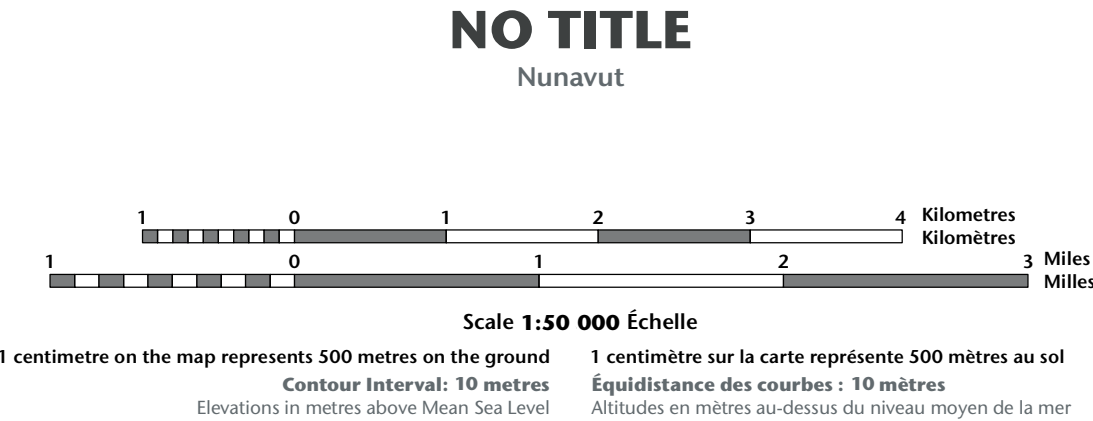 NO TITLE
Nunavut
1 0 1 2 3 4 Kilometres
Kilomètres
1 0 1 2 3 Miles
Milles
Scale 1:50 000 Échelle
1 centimetre on the map represents 500 metres on the ground
Contour Interval: 10 metres
Elevations in metres above Mean Sea Level
1 centimètre sur la carte représente 500 mètres au sol
Équidistance des courbes : 10 mètres
Altitudes en mètres au-dessus du niveau moyen de la mer